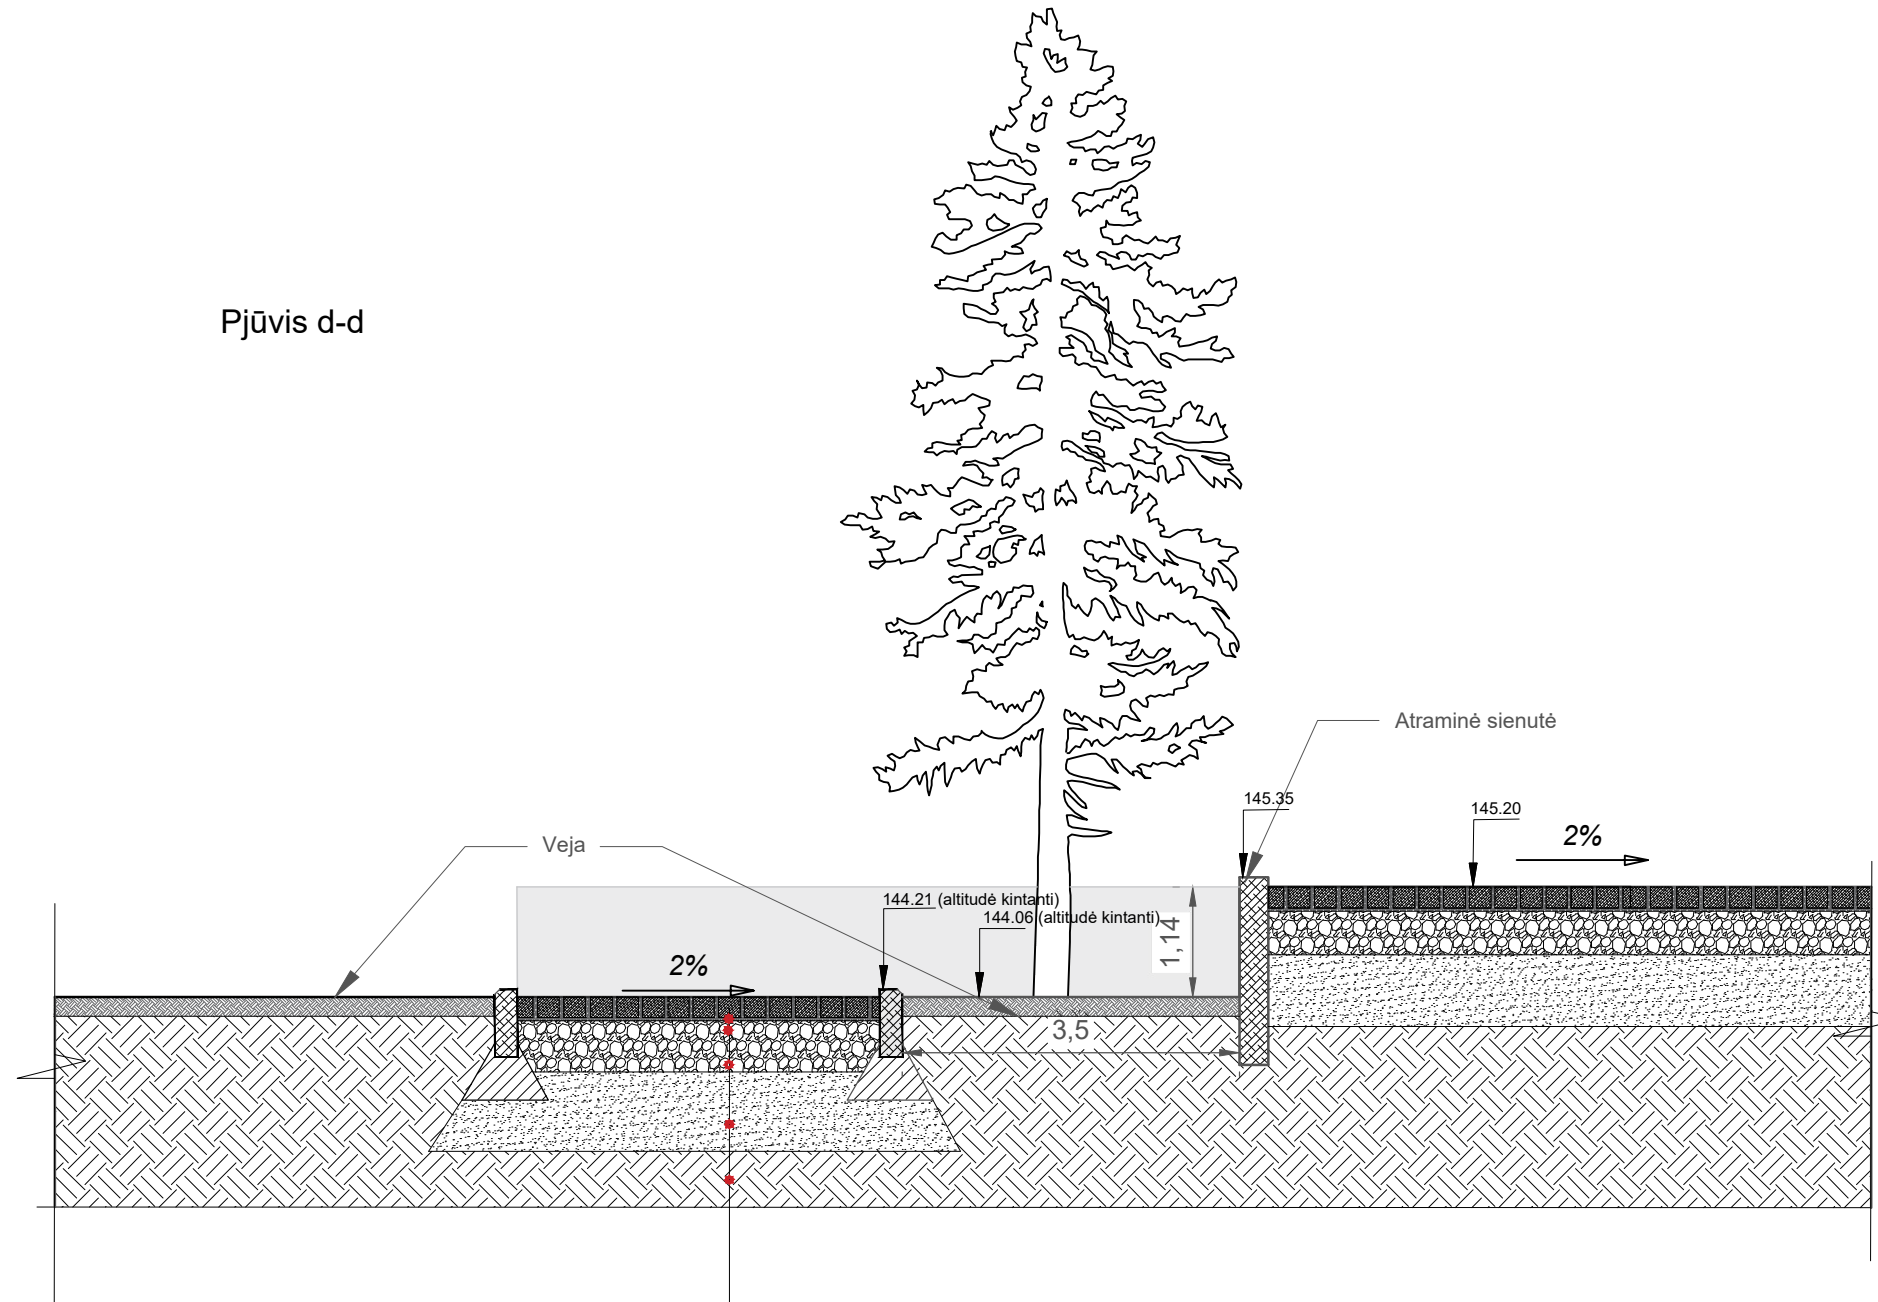 Pjūvis d-d
Atraminė sienutė
145.35
145.20
2%
Veja
144.21 (altitudė kintanti)
144.06 (altitudė kintanti)
1,14
2%
3,5